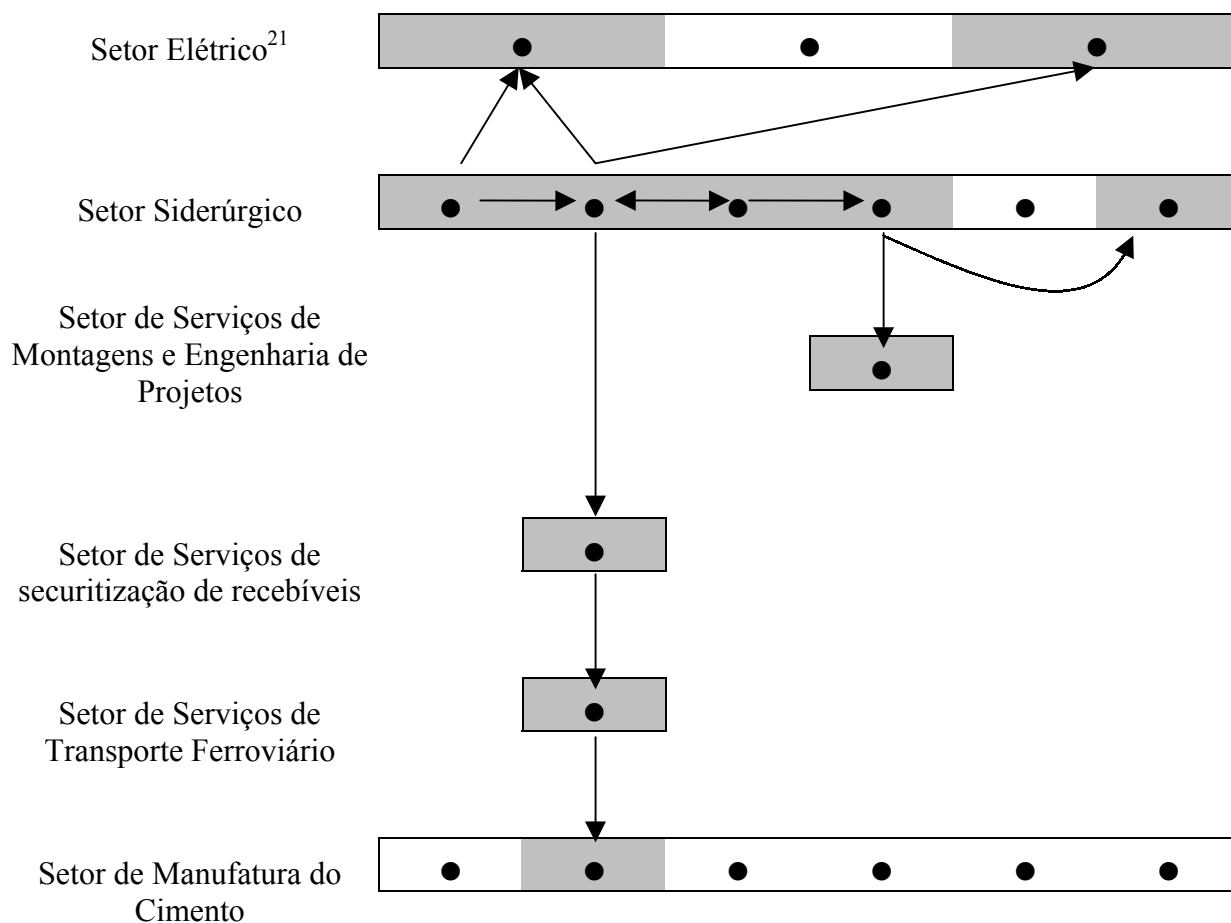 Setor Elétrico21
Setor Siderúrgico
Setor de Serviços de
Montagens e Engenharia de
Projetos
Setor de Serviços de
securitização de recebíveis
Setor de Serviços de
Transporte Ferroviário
Setor de Manufatura do
Cimento